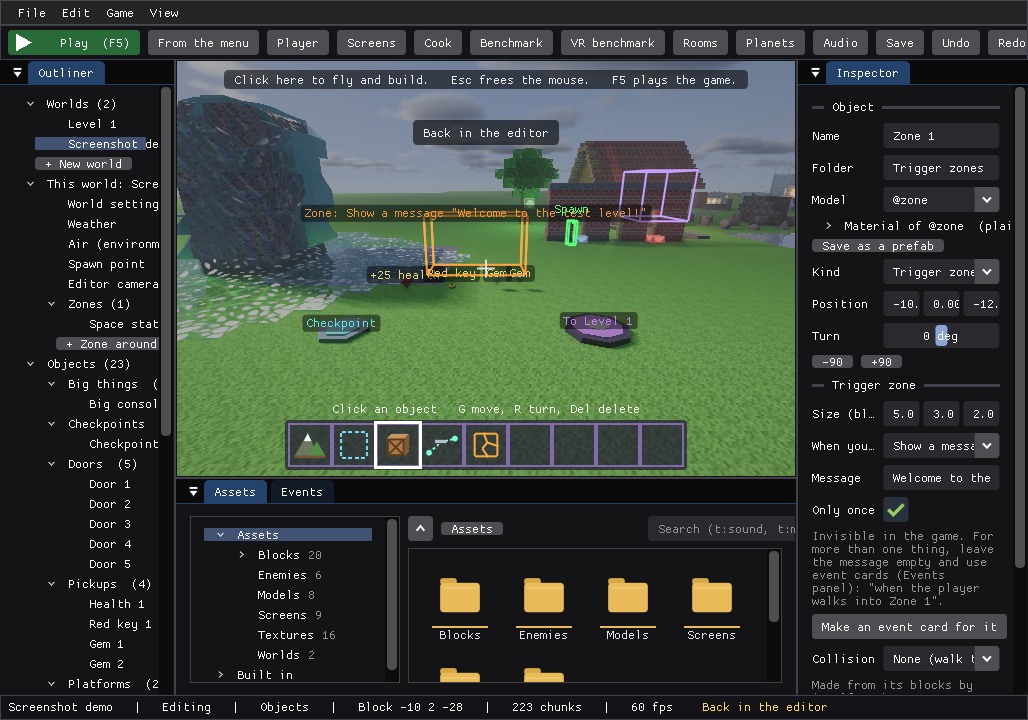 File Edit Game View
Play (F5) From the menu Player Screens Cook Benchmark VR benchmark Rooms Planets Audio Save Undo Redo
Outliner
Worlds (2)
Level 1
Screenshot de
+ New world
This world: Scre
World setting
Weather
Air (environm
Spawn point
Editor camera
Zones (1)
Space stat
+ Zone around
Objects (23)
Big things (
Big consol
Checkpoints
Checkpoint
Doors (5)
Door 1
Door 2
Door 3
Door 4
Door 5
Pickups (4)
Health 1
Red key 1
Gem 1
Gem 2
Platforms (2
Click here to fly and build. Esc frees the mouse. F5 plays the game.
Back in the editor
Spawn
Zone: Show a message "Welcome to the test level!"
+25 health
Red key
Gem Gem
Checkpoint
To Level 1
Click an object G move, R turn, Del delete
Assets Events
Assets
Blocks 20
Enemies 6
Models 8
Screens 9
Textures 16
Worlds 2
Built in
Assets
Search (t:sound, t:n
Blocks Enemies Models Screens
Inspector
Object
Name Zone 1
Folder Trigger zones
Model @zone
Material of @zone (plai
Save as a prefab
Kind Trigger zone
Position -10. 0.00 -12.
Turn 0 deg
-90 +90
Trigger zone
Size (bl… 5.0 3.0 2.0
When you… Show a messa
Message Welcome to the
Only once
Invisible in the game. For
more than one thing, leave
the message empty and use
event cards (Events
panel): "when the player
walks into Zone 1".
Make an event card for it
Collision None (walk t
Made from its blocks by
Screenshot demo | Editing | Objects | Block -10 2 -28 | 223 chunks | 60 fps Back in the editor